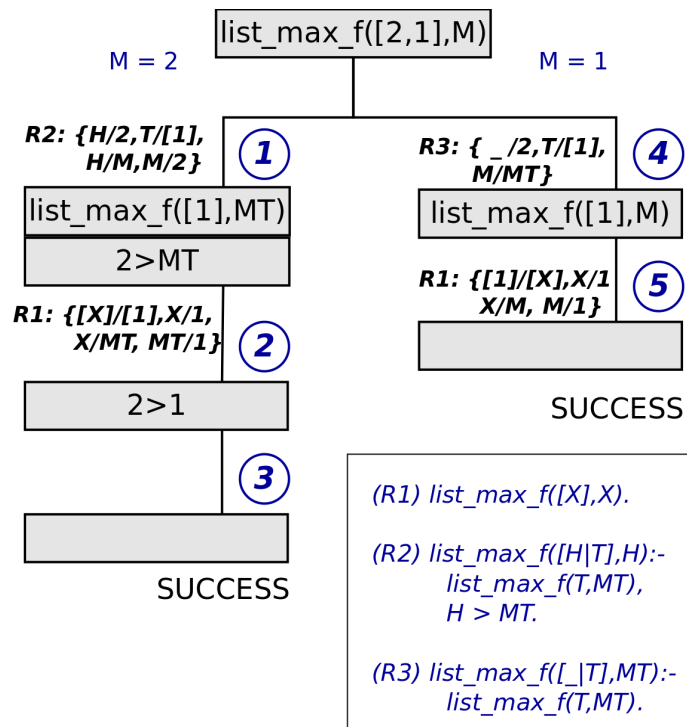 list_max_f([2,1],M)
M = 2
M = 1
R2: {H/2,T/[1],
H/M,M/2}
1
list_max_f([1],MT)
2>MT
R1: {[X]/[1],X/1,
X/MT, MT/1}
2
2>1
3
SUCCESS
R3: { _ /2,T/[1],
M/MT}
4
list_max_f([1],M)
R1: {[1]/[X],X/1
X/M, M/1}
5
SUCCESS
(R1) list_max_f([X],X).
(R2) list_max_f([H|T],H):-
list_max_f(T,MT),
H > MT.
(R3) list_max_f([_|T],MT):-
list_max_f(T,MT).